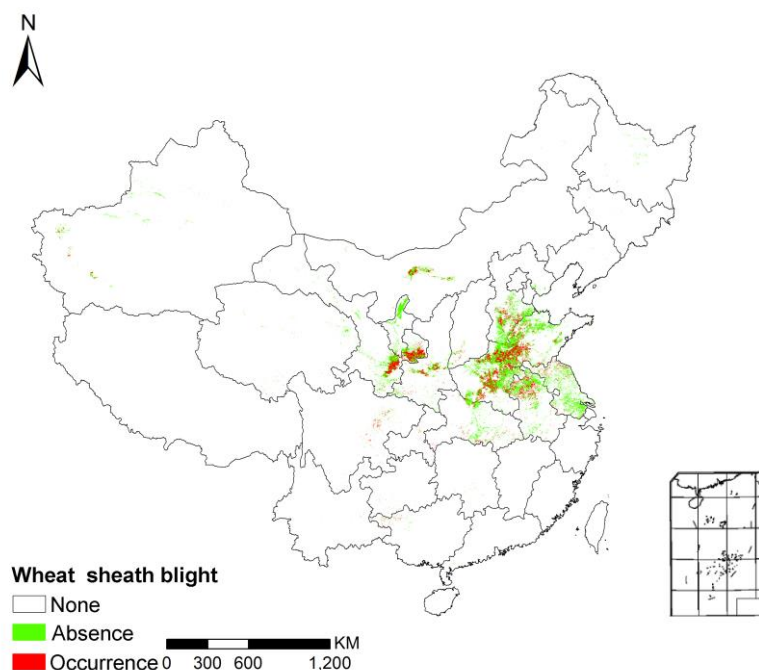 N
Wheat sheath blight
None
Absence
Occurrence
KM
0 300 600 1,200